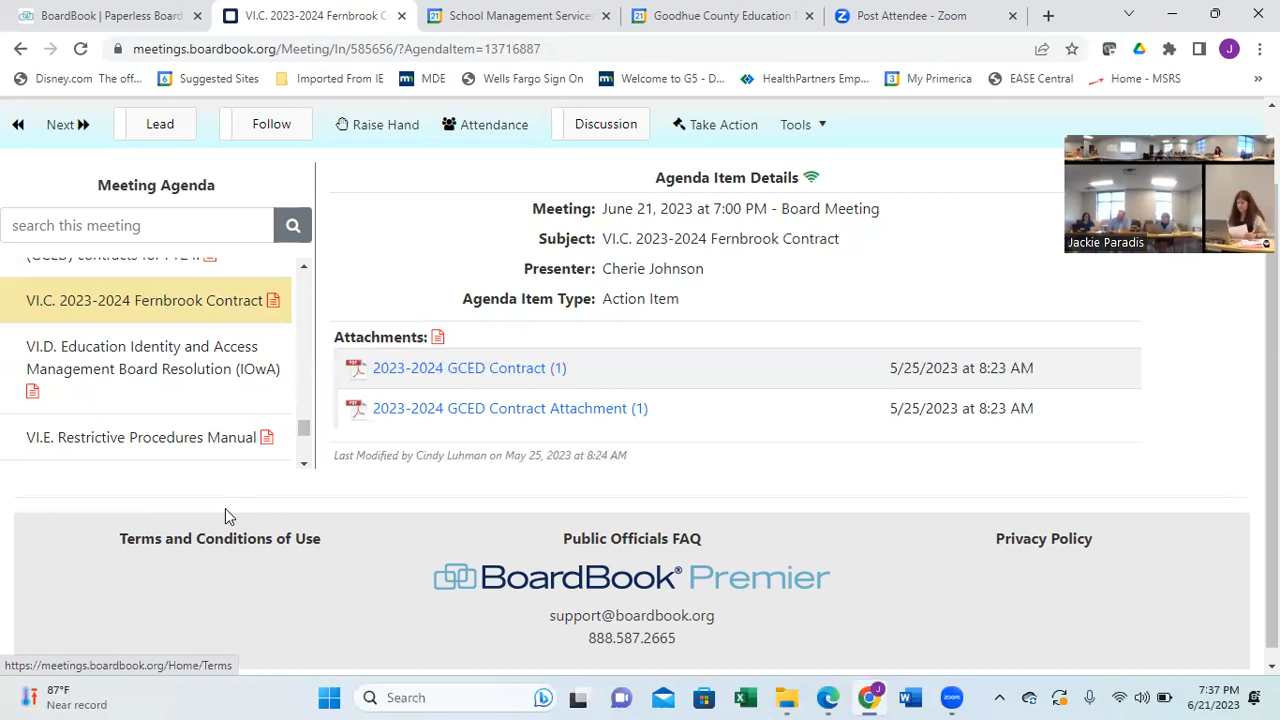 BoardBook | Paperless Board
VI.C. 2023-2024 Fernbrook C
School Management Service
Goodhue County Education
Post Attendee - Zoom
meetings.boardbook.org/Meeting/In/585656/?AgendaItem=13716887
Disney.com The off...
Suggested Sites
Imported From IE
MDE
Wells Fargo Sign On
Welcome to G5 - D...
HealthPartners Emp...
My Primerica
EASE Central
Home - MSRS
Next
Lead
Follow
Raise Hand
Attendance
Discussion
Take Action
Tools
Meeting Agenda
search this meeting
(GCED) contracts for FYE II
VI.C. 2023-2024 Fernbrook Contract
VI.D. Education Identity and Access
Management Board Resolution (IOwA)
VI.E. Restrictive Procedures Manual
Agenda Item Details
Meeting: June 21, 2023 at 7:00 PM - Board Meeting
Subject: VI.C. 2023-2024 Fernbrook Contract
Presenter: Cherie Johnson
Agenda Item Type: Action Item
Attachments:
2023-2024 GCED Contract (1) 5/25/2023 at 8:23 AM
2023-2024 GCED Contract Attachment (1) 5/25/2023 at 8:23 AM
Last Modified by Cindy Luhman on May 25, 2023 at 8:24 AM
Jackie Paradis
Terms and Conditions of Use
Public Officials FAQ
Privacy Policy
BoardBook® Premier
support@boardbook.org
888.587.2665
https://meetings.boardbook.org/Home/Terms
87°F
Near record
Search
7:37 PM
6/21/2023